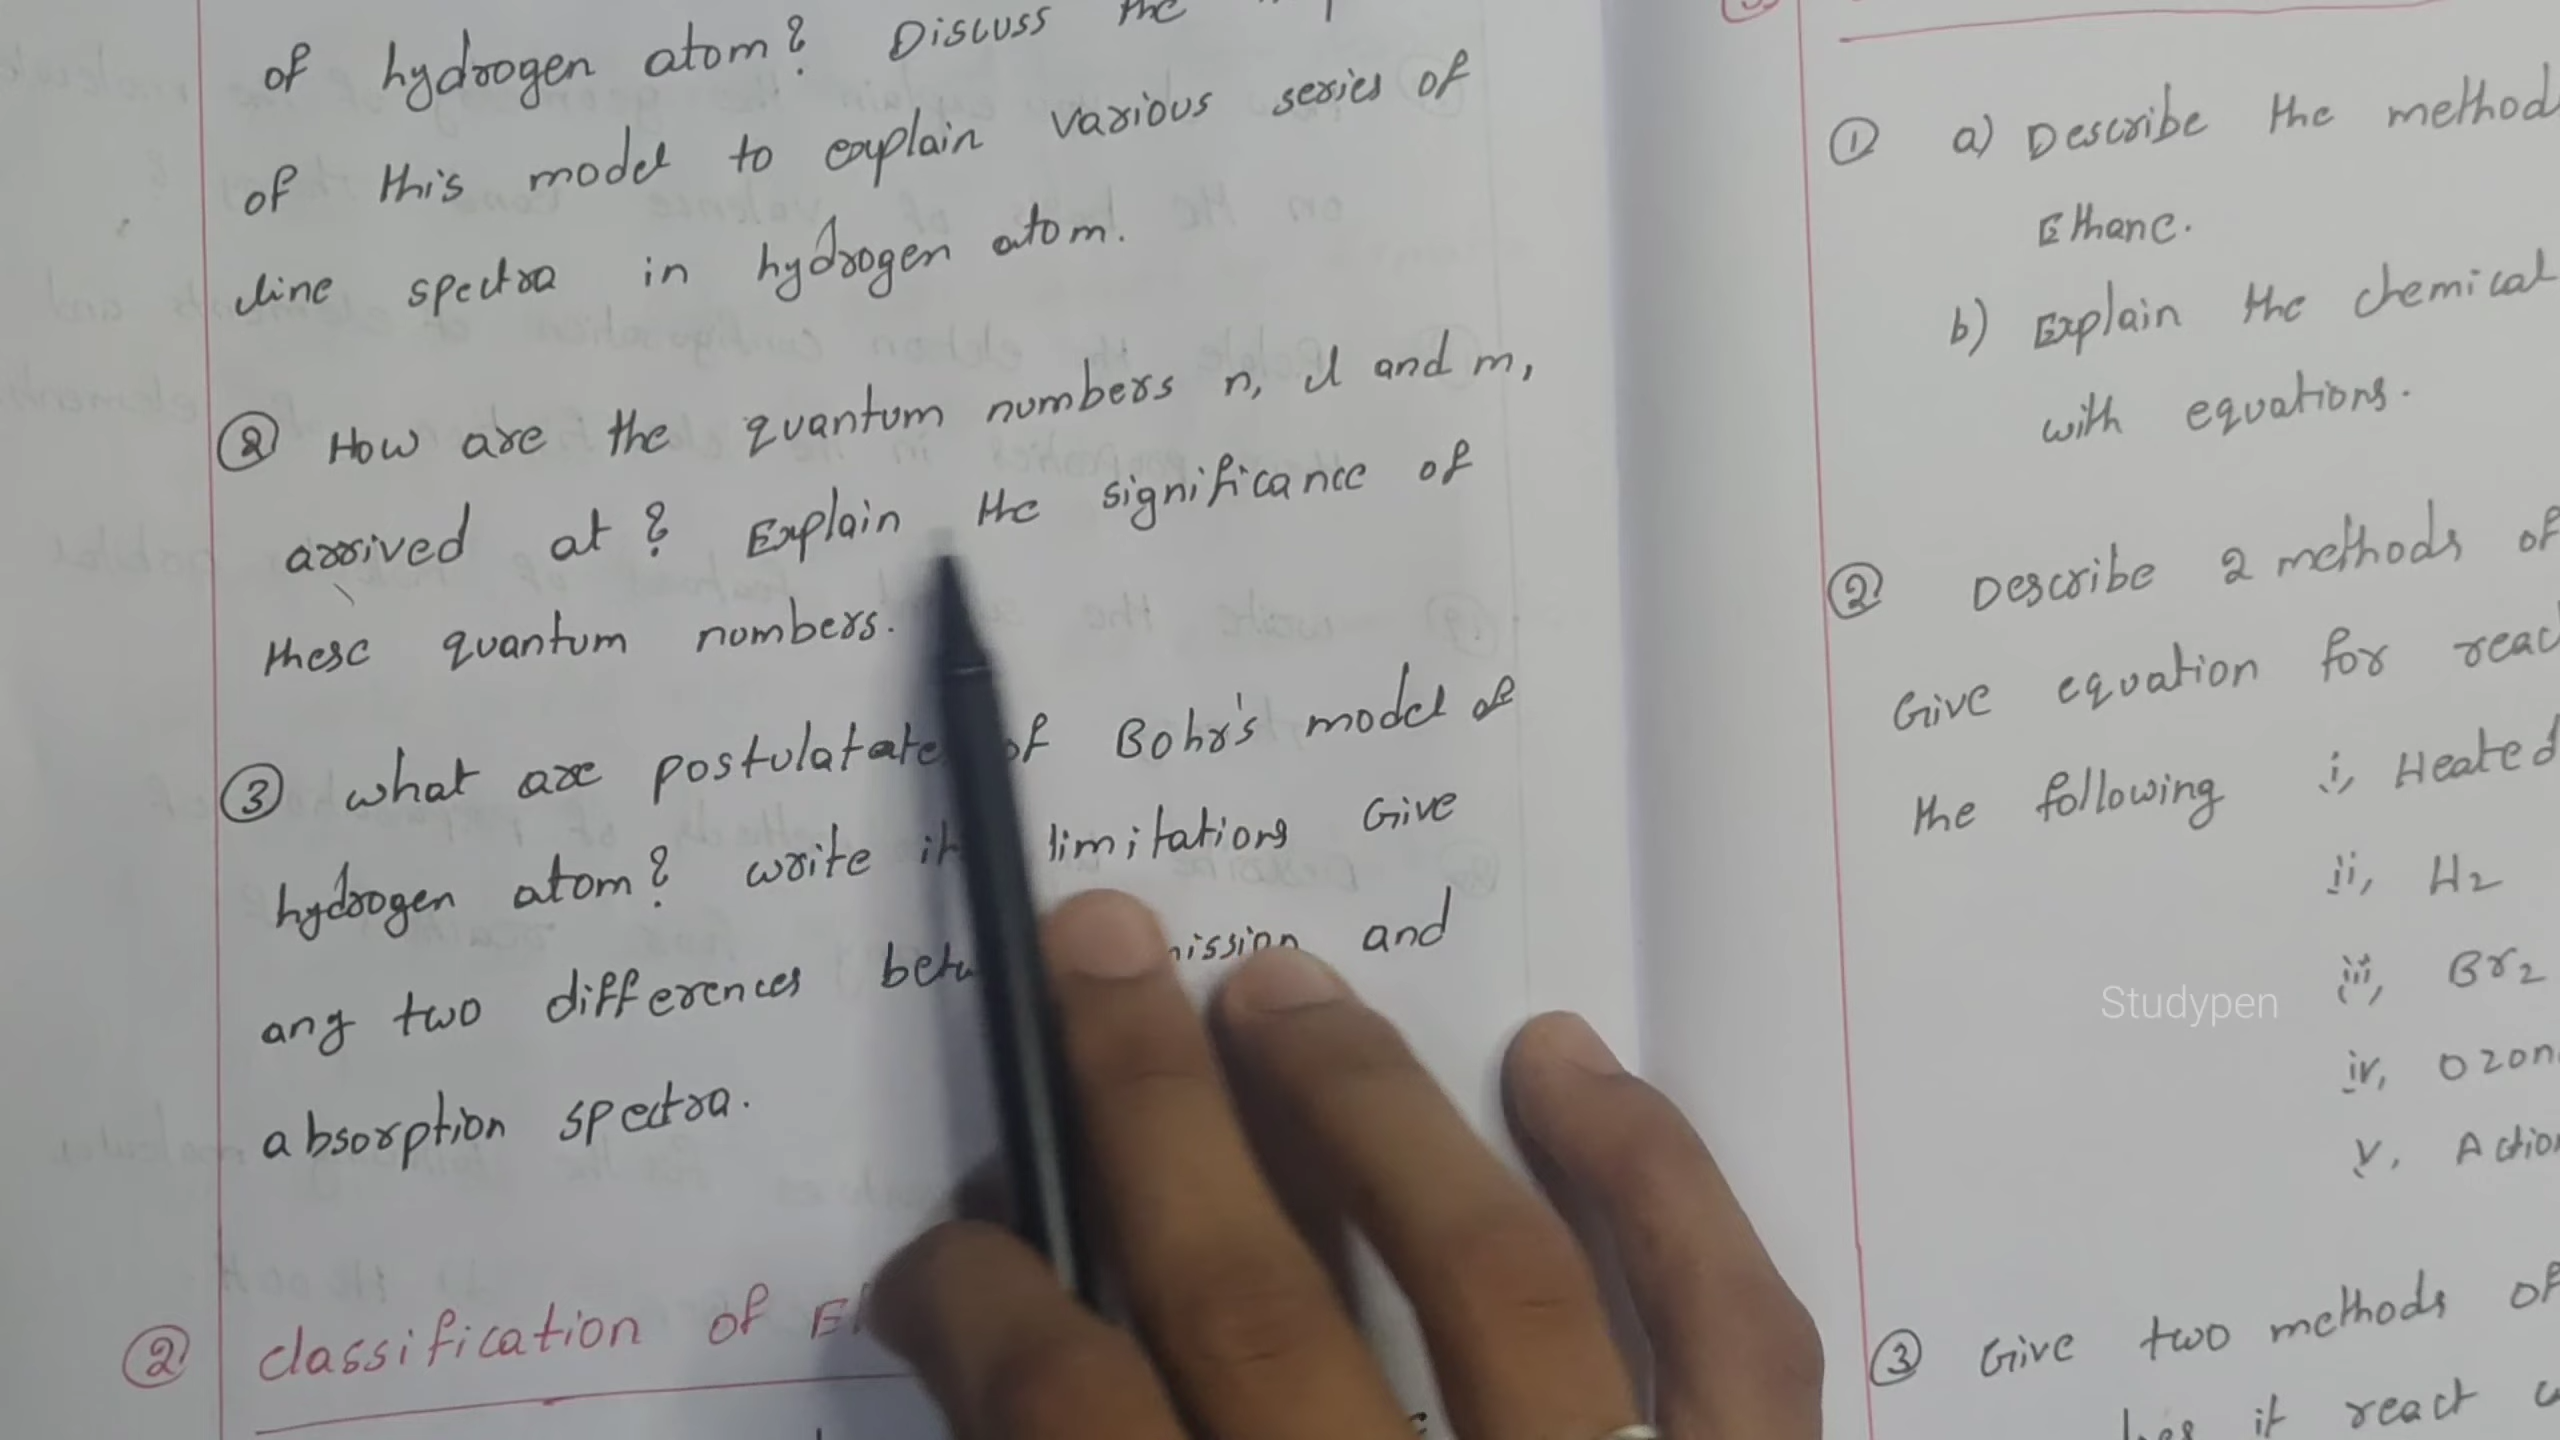 of hydrogen atom? Discuss the
of this model to explain various series of
line spectra in hydrogen atom.
② How are the quantum numbers n, l and m,
arrived at? Explain the significance of
these quantum numbers.
③ what are postulatate of Bohr's model of
hydrogen atom? write limitations Give
any two differences and
absorption spectra.
② classification of
① a) Describe the method
Ethane.
b) Explain the chemical
with equations.
② Describe 2 methods of
Give equation for
the following i, Heated
ii, H2
iii, Br2
iv,
v,
③ Give two methods of
it react
Studypen